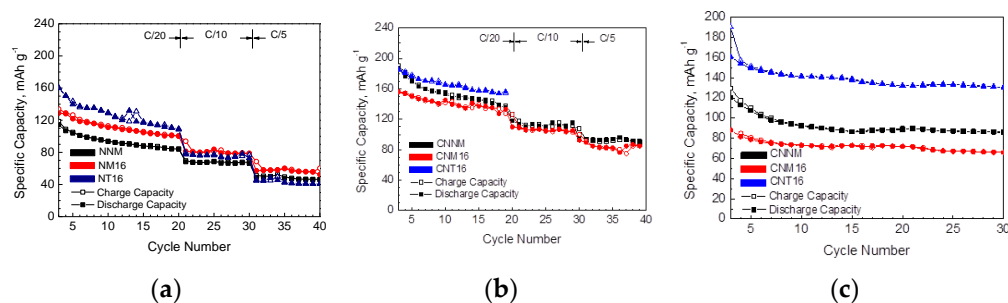 Specific Capacity, mAh g⁻¹
240
200
160
120
80
40
0
C/20 C/10 C/5
NNM
NM16
NT16
Charge Capacity
Discharge Capacity
5 10 15 20 25 30 35 40
Cycle Number
(a)
Specific Capacity, mAh g⁻¹
240
200
160
120
80
40
0
C/20 C/10 C/5
CNNM
CNM16
CNT16
Charge Capacity
Discharge Capacity
5 10 15 20 25 30 35 40
Cycle Number
(b)
Specific Capacity, mAh g⁻¹
200
180
160
140
120
100
80
60
40
20
0
CNNM
CNM16
CNT16
Charge Capacity
Discharge Capacity
5 10 15 20 25 30
Cycle Number
(c)